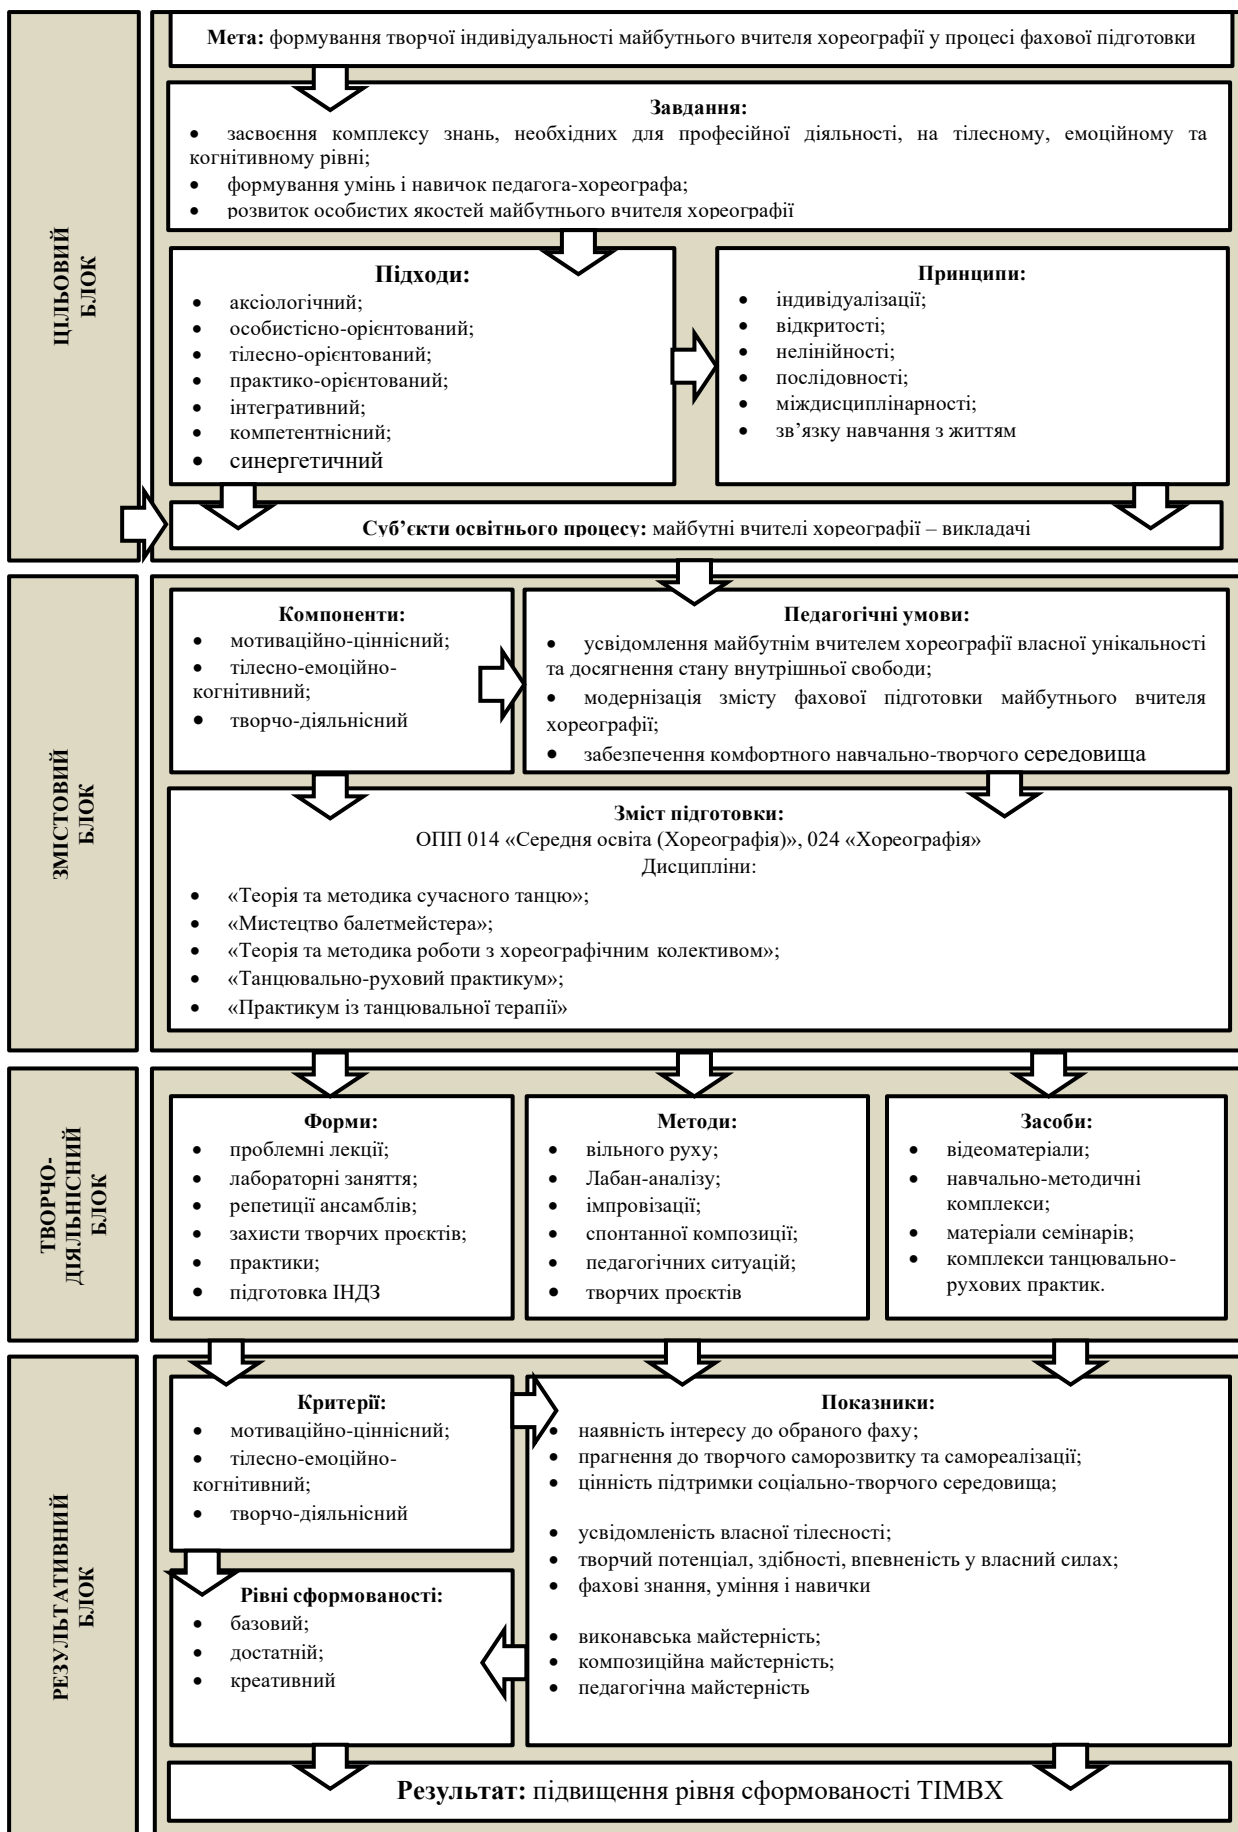 Мета: формування творчої індивідуальності майбутнього вчителя хореографії у процесі фахової підготовки
ЦІЛЬОВИЙ
БЛОК
Завдання:
• засвоєння комплексу знань, необхідних для професійної діяльності, на тілесному, емоційному та
когнітивному рівні;
• формування умінь і навичок педагога-хореографа;
• розвиток особистих якостей майбутнього вчителя хореографії
Підходи:
• аксіологічний;
• особистісно-орієнтований;
• тілесно-орієнтований;
• практико-орієнтований;
• інтегративний;
• компетентнісний;
• синергетичний
Принципи:
• індивідуалізації;
• відкритості;
• нелінійності;
• послідовності;
• міждисциплінарності;
• зв’язку навчання з життям
Суб’єкти освітнього процесу: майбутні вчителі хореографії – викладачі
ЗМІСТОВИЙ
БЛОК
Компоненти:
• мотиваційно-ціннісний;
• тілесно-емоційно-
когнітивний;
• творчо-діяльнісний
Педагогічні умови:
• усвідомлення майбутнім вчителем хореографії власної унікальності
та досягнення стану внутрішньої свободи;
• модернізація змісту фахової підготовки майбутнього вчителя
хореографії;
• забезпечення комфортного навчально-творчого середовища
Зміст підготовки:
ОПП 014 «Середня освіта (Хореографія)», 024 «Хореографія»
Дисципліни:
• «Теорія та методика сучасного танцю»;
• «Мистецтво балетмейстера»;
• «Теорія та методика роботи з хореографічним колективом»;
• «Танцювально-руховий практикум»;
• «Практикум із танцювальної терапії»
ТВОРЧО-
ДІЯЛЬНІСНИЙ
БЛОК
Форми:
• проблемні лекції;
• лабораторні заняття;
• репетиції ансамблів;
• захисти творчих проєктів;
• практики;
• підготовка ІНДЗ
Методи:
• вільного руху;
• Лабан-аналізу;
• імпровізації;
• спонтанної композиції;
• педагогічних ситуацій;
• творчих проєктів
Засоби:
• відеоматеріали;
• навчально-методичні
комплекси;
• матеріали семінарів;
• комплекси танцювально-
рухових практик.
РЕЗУЛЬТАТИВНИЙ
БЛОК
Критерії:
• мотиваційно-ціннісний;
• тілесно-емоційно-
когнітивний;
• творчо-діяльнісний
Показники:
• наявність інтересу до обраного фаху;
• прагнення до творчого саморозвитку та самореалізації;
• цінність підтримки соціально-творчого середовища;
• усвідомленість власної тілесності;
• творчий потенціал, здібності, впевненість у власний силах;
• фахові знання, уміння і навички
• виконавська майстерність;
• композиційна майстерність;
• педагогічна майстерність
Рівні сформованості:
• базовий;
• достатній;
• креативний
Результат: підвищення рівня сформованості ТІМВХ